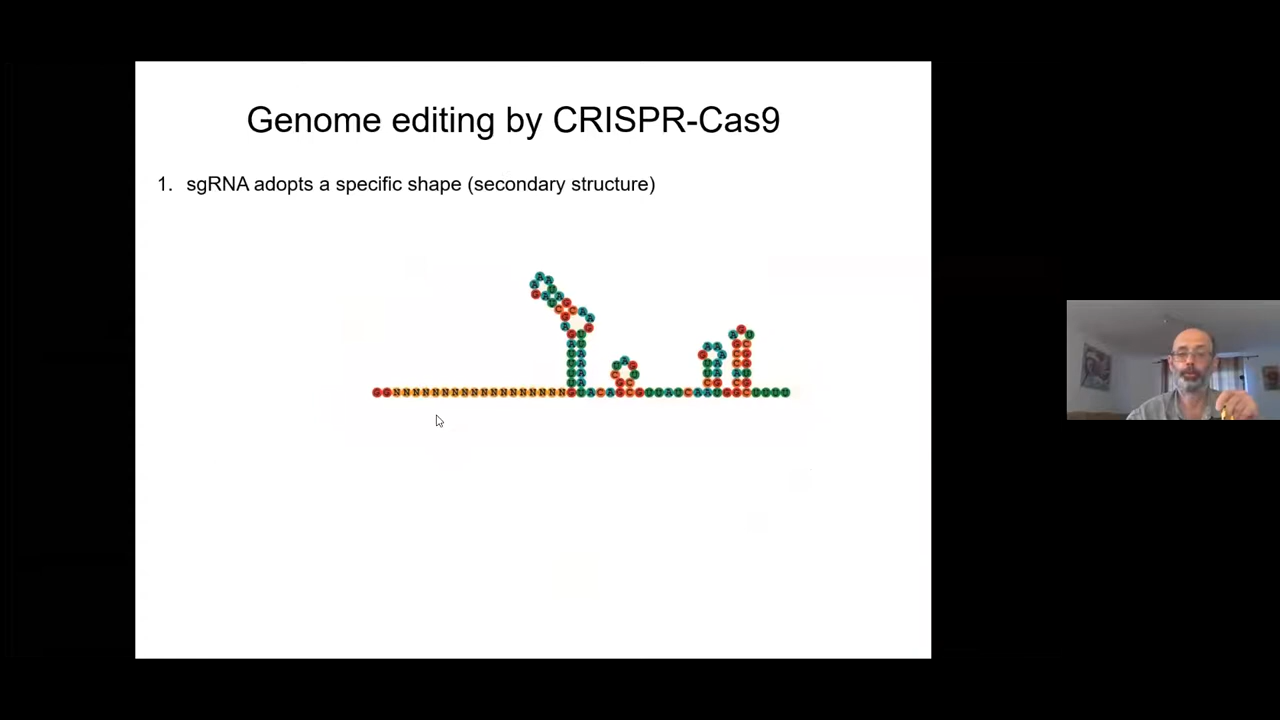 Genome editing by CRISPR-Cas9
1. sgRNA adopts a specific shape (secondary structure)